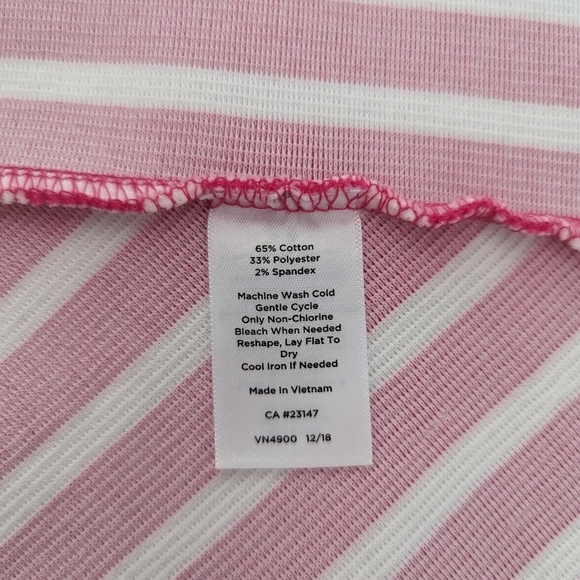 65% Cotton
33% Polyester
2% Spandex
Machine Wash Cold
Gentle Cycle
Only Non-Chlorine
Bleach When Needed
Reshape, Lay Flat To
Dry
Cool Iron If Needed
Made In Vietnam
CA #23147
VN4900 12/18